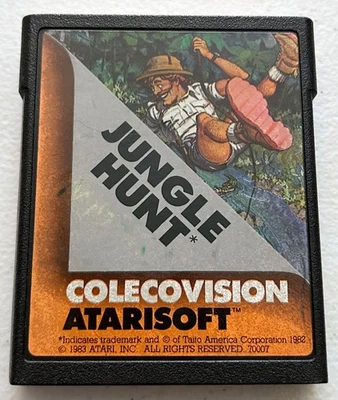 JUNGLE
HUNT*
COLECOVISION
ATARISOFT™
*Indicates trademark and © of Taito America Corporation 1982
© 1983 ATARI, INC. ALL RIGHTS RESERVED. 70007